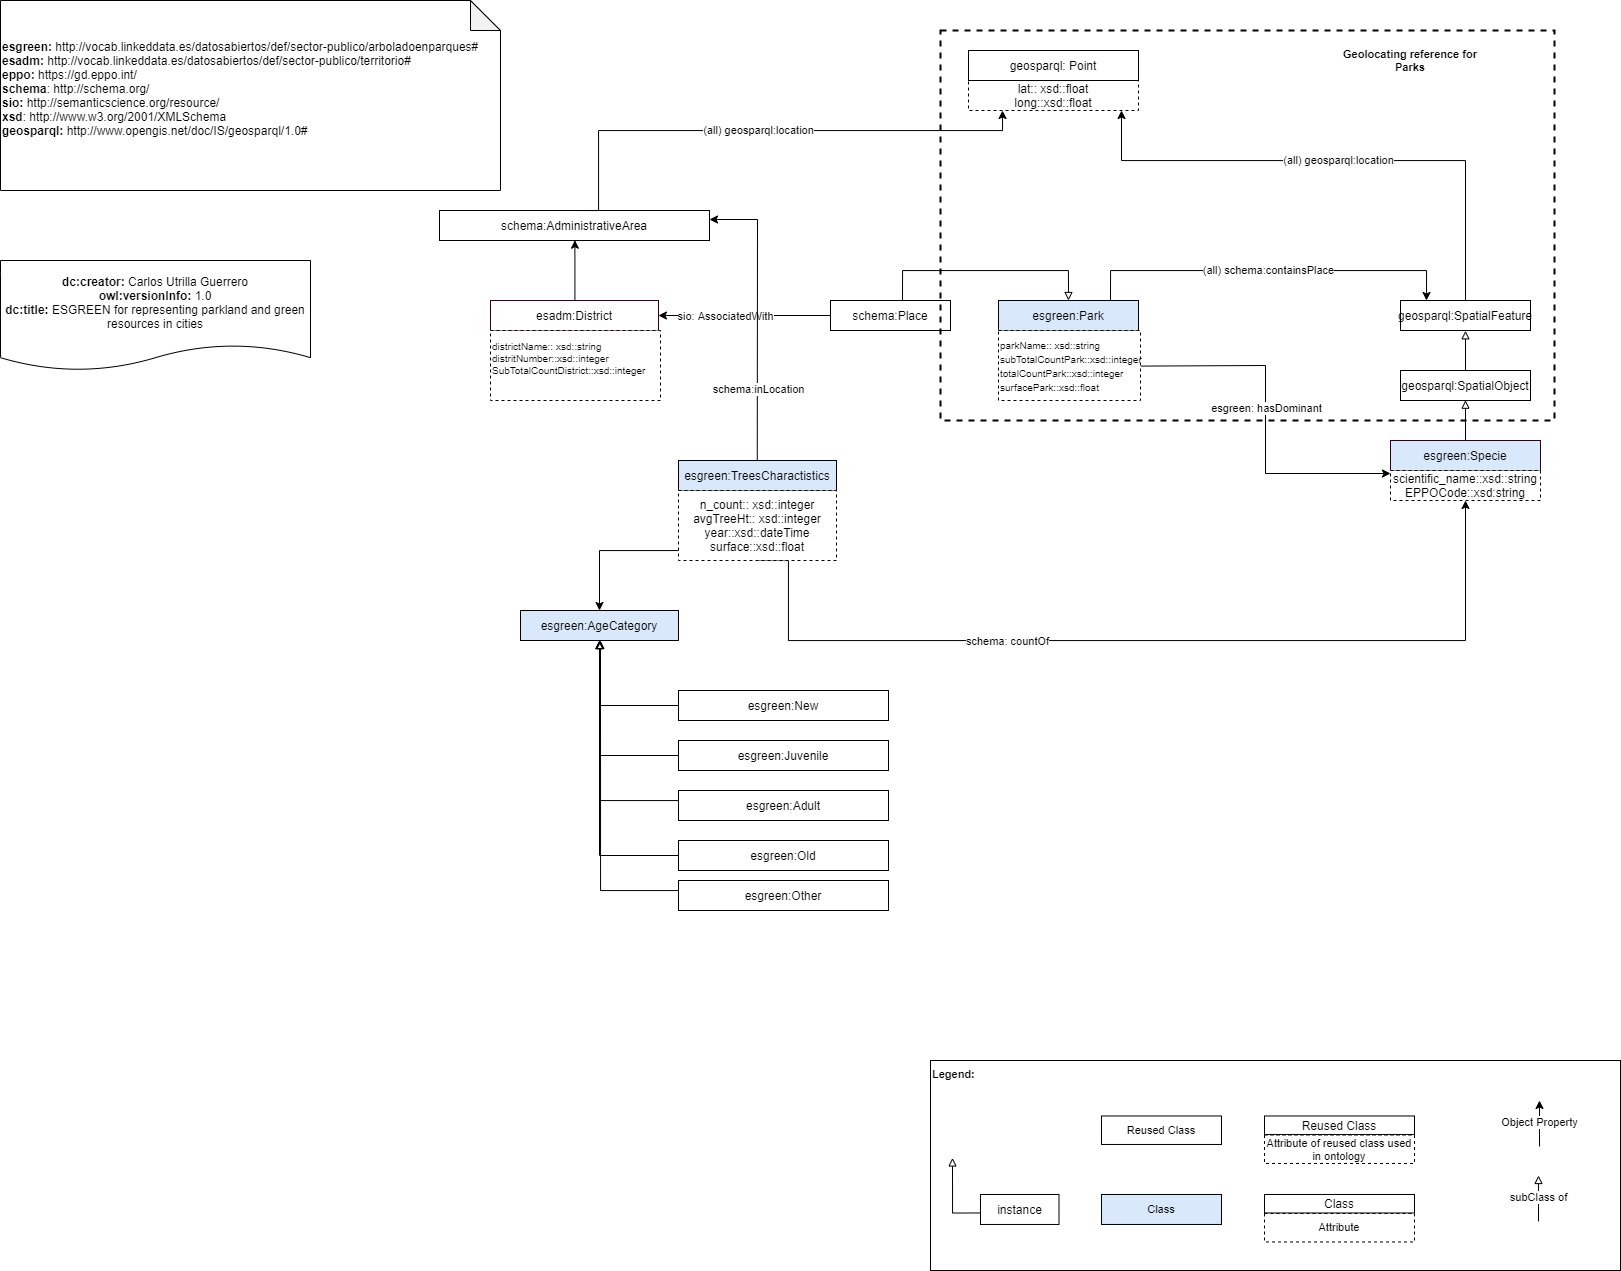 esgreen: http://vocab.linkeddata.es/datosabiertos/def/sector-publico/arboladoenparques#
esadm: http://vocab.linkeddata.es/datosabiertos/def/sector-publico/territorio#
eppo: https://gd.eppo.int/
schema: http://schema.org/
sio: http://semanticscience.org/resource/
xsd: http://www.w3.org/2001/XMLSchema
geosparql: http://www.opengis.net/doc/IS/geosparql/1.0#
Geolocating reference for
Parks
geosparql: Point
lat:: xsd::float
long::xsd::float
(all) geosparql:location
(all) geosparql:location
schema:AdministrativeArea
dc:creator: Carlos Utrilla Guerrero
owl:versionInfo: 1.0
dc:title: ESGREEN for representing parkland and green
resources in cities
(all) schema:containsPlace
esadm:District
districtName:: xsd::string
distritNumber::xsd::integer
SubTotalCountDistrict::xsd::integer
sio: AssociatedWith
schema:Place
esgreen:Park
parkName:: xsd::string
subTotalCountPark::xsd::integer
totalCountPark::xsd::integer
surfacePark::xsd::float
geosparql:SpatialFeature
geosparql:SpatialObject
schema:inLocation
esgreen: hasDominant
esgreen:Specie
scientific_name::xsd::string
EPPOCode::xsd:string
esgreen:TreesCharactistics
n_count:: xsd::integer
avgTreeHt:: xsd::integer
year::xsd::dateTime
surface::xsd::float
esgreen:AgeCategory
schema: countOf
esgreen:New
esgreen:Juvenile
esgreen:Adult
esgreen:Old
esgreen:Other
Legend:
Reused Class
Reused Class
Attribute of reused class used
in ontology
Object Property
instance
Class
Class
Attribute
subClass of